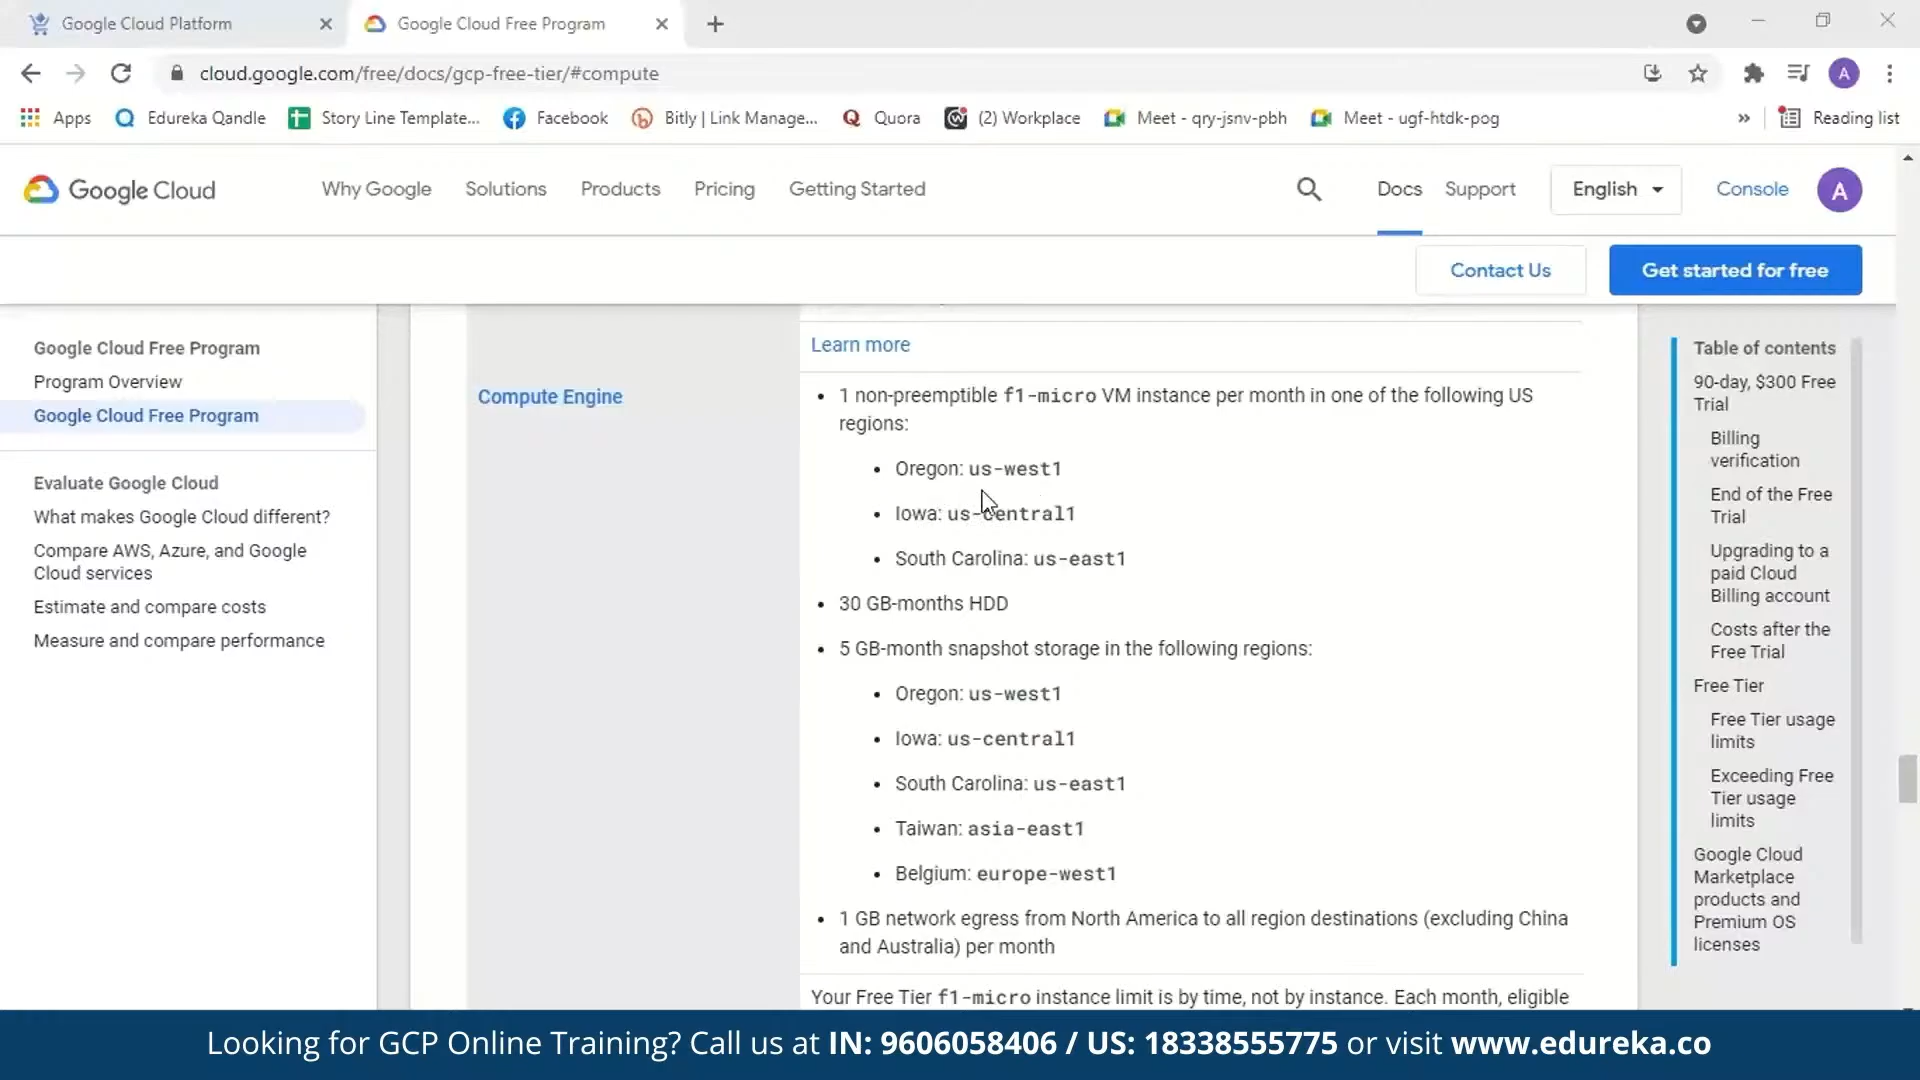 Google Cloud Platform
Google Cloud Free Program
cloud.google.com/free/docs/gcp-free-tier/#compute
A
Apps
Edureka Qandle
Story Line Template...
Facebook
Bitly | Link Manage...
Quora
(2) Workplace
Meet - qry-jsnv-pbh
Meet - ugf-htdk-pog
»
Reading list
Google Cloud
Why Google
Solutions
Products
Pricing
Getting Started
Docs
Support
English
Console
A
Contact Us
Get started for free
Google Cloud Free Program
Program Overview
Google Cloud Free Program
Evaluate Google Cloud
What makes Google Cloud different?
Compare AWS, Azure, and Google
Cloud services
Estimate and compare costs
Measure and compare performance
Learn more
Compute Engine
• 1 non-preemptible f1-micro VM instance per month in one of the following US
regions:
• Oregon: us-west1
• Iowa: us-central1
• South Carolina: us-east1
• 30 GB-months HDD
• 5 GB-month snapshot storage in the following regions:
• Oregon: us-west1
• Iowa: us-central1
• South Carolina: us-east1
• Taiwan: asia-east1
• Belgium: europe-west1
• 1 GB network egress from North America to all region destinations (excluding China
and Australia) per month
Your Free Tier f1-micro instance limit is by time, not by instance. Each month, eligible
Table of contents
90-day, $300 Free
Trial
Billing
verification
End of the Free
Trial
Upgrading to a
paid Cloud
Billing account
Costs after the
Free Trial
Free Tier
Free Tier usage
limits
Exceeding Free
Tier usage
limits
Google Cloud
Marketplace
products and
Premium OS
licenses
Looking for GCP Online Training? Call us at IN: 9606058406 / US: 18338555775 or visit www.edureka.co